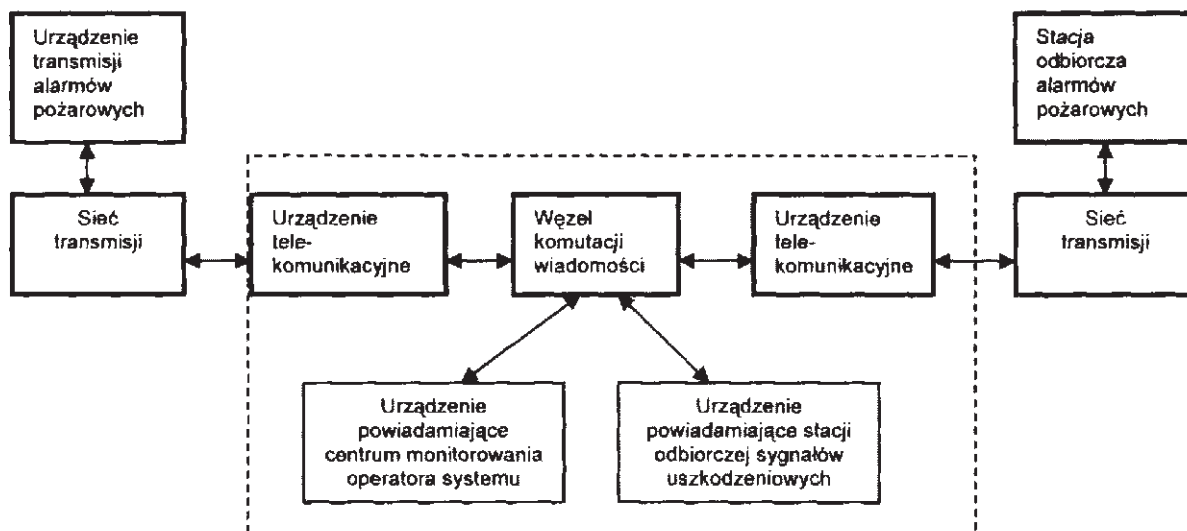 Urządzenie
transmisji
alarmów
pożarowych
Stacja
odbiorcza
alarmów
pożarowych
Sieć
transmisji
Urządzenie
tele-
komunikacyjne
Węzeł
komutacji
wiadomości
Urządzenie
tele-
komunikacyjne
Sieć
transmisji
Urządzenie
powiadamiające
centrum monitorowania
operatora systemu
Urządzenie
powiadamiające stacji
odbiorczej sygnałów
uszkodzeniowych